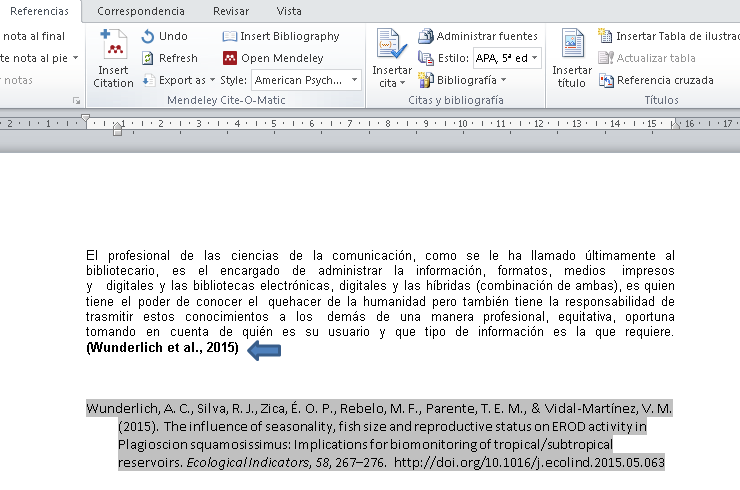 Referencias Correspondencia Revisar Vista
nota al final
te nota al pie
notas
Insert Citation
Undo
Refresh
Export as
Insert Bibliography
Open Mendeley
Style: American Psych...
Mendeley Cite-O-Matic
Insertar cita
Administrar fuentes
Estilo: APA, 5ª ed
Bibliografía
Citas y bibliografía
Insertar título
Insertar Tabla de ilustrac
Actualizar tabla
Referencia cruzada
Títulos
2 1 1 2 3 4 5 6 7 8 9 10 11 12 13 14 15 16 17
El profesional de las ciencias de la comunicación, como se le ha llamado últimamente al
bibliotecario, es el encargado de administrar la información, formatos, medios impresos
y digitales y las bibliotecas electrónicas, digitales y las híbridas (combinación de ambas), es quien
tiene el poder de conocer el quehacer de la humanidad pero también tiene la responsabilidad de
trasmitir estos conocimientos a los demás de una manera profesional, equitativa, oportuna
tomando en cuenta de quién es su usuario y que tipo de información es la que requiere.
(Wunderlich et al., 2015)
Wunderlich, A. C., Silva, R. J., Zica, É. O. P., Rebelo, M. F., Parente, T. E. M., & Vidal-Martínez, V. M.
(2015). The influence of seasonality, fish size and reproductive status on EROD activity in
Plagioscion squamosissimus: Implications for biomonitoring of tropical/subtropical
reservoirs. Ecological Indicators, 58, 267–276. http://doi.org/10.1016/j.ecolind.2015.05.063